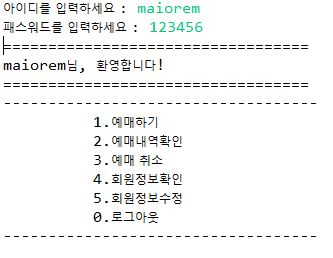 아이디를 입력하세요 : maiorem
패스워드를 입력하세요 : 123456
==================================
maiorem님, 환영합니다!
==================================
-----------------------------------
1.예매하기
2.예매내역확인
3.예매 취소
4.회원정보확인
5.회원정보수정
0.로그아웃
-----------------------------------